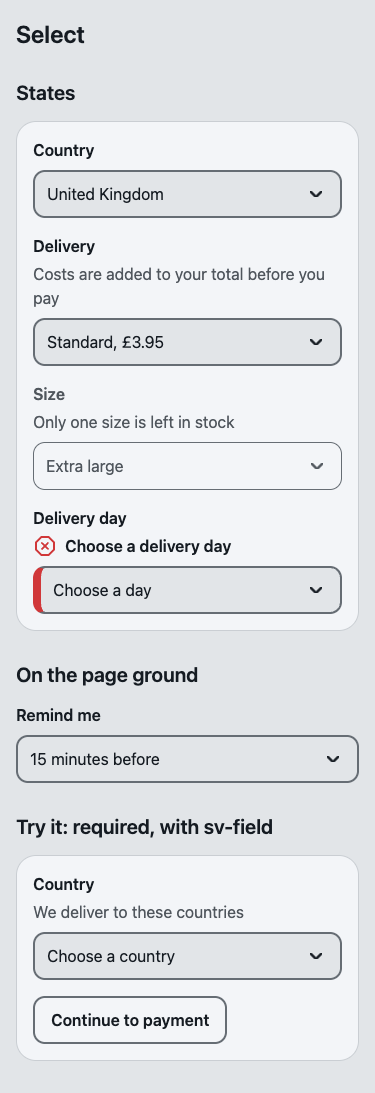 Select
States
Country
United Kingdom
Delivery
Costs are added to your total before you
pay
Standard, £3.95
Size
Only one size is left in stock
Extra large
Delivery day
Choose a delivery day
Choose a day
On the page ground
Remind me
15 minutes before
Try it: required, with sv-field
Country
We deliver to these countries
Choose a country
Continue to payment